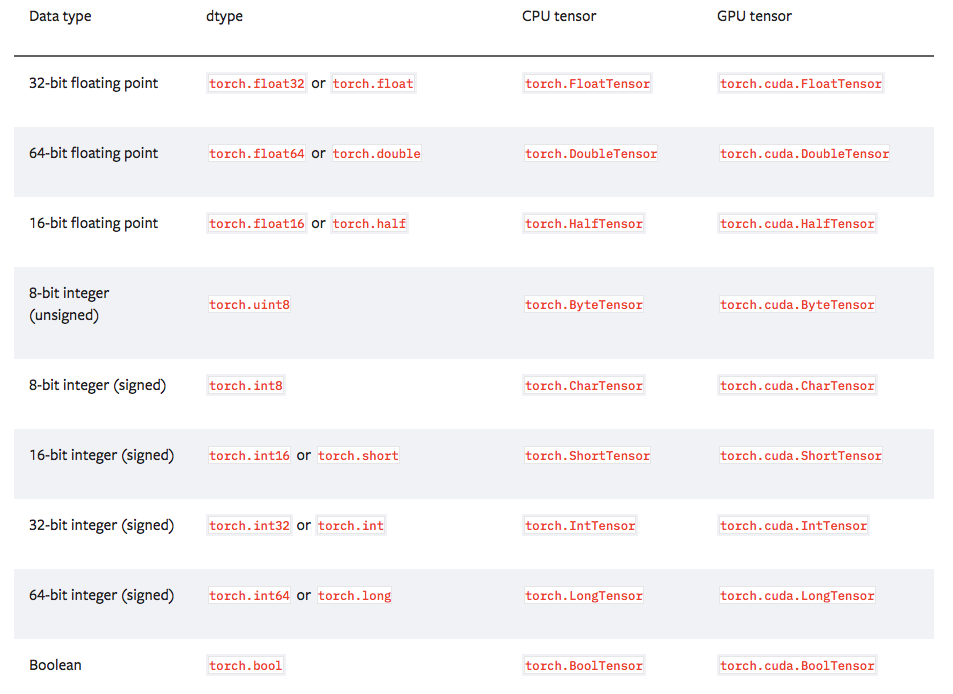 Data type dtype CPU tensor GPU tensor
32-bit floating point torch.float32 or torch.float torch.FloatTensor torch.cuda.FloatTensor
64-bit floating point torch.float64 or torch.double torch.DoubleTensor torch.cuda.DoubleTensor
16-bit floating point torch.float16 or torch.half torch.HalfTensor torch.cuda.HalfTensor
8-bit integer
(unsigned) torch.uint8 torch.ByteTensor torch.cuda.ByteTensor
8-bit integer (signed) torch.int8 torch.CharTensor torch.cuda.CharTensor
16-bit integer (signed) torch.int16 or torch.short torch.ShortTensor torch.cuda.ShortTensor
32-bit integer (signed) torch.int32 or torch.int torch.IntTensor torch.cuda.IntTensor
64-bit integer (signed) torch.int64 or torch.long torch.LongTensor torch.cuda.LongTensor
Boolean torch.bool torch.BoolTensor torch.cuda.BoolTensor